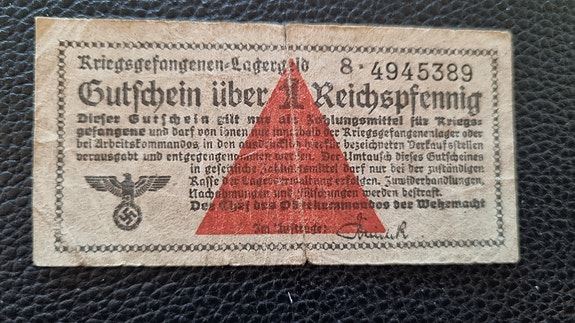 Kriegsgefangenen-Lagergeld 8 · 4945389
Gutschein über 1 Reichspfennig
Dieser Gutschein gilt nur als Zahlungsmittel für Kriegs-
gefangene und darf von ihnen nur innerhalb der Kriegsgefangenenlager oder
bei Arbeitskommandos in den ausdrücklich hierfür bezeichneten Verkaufsstellen
verausgabt und entgegengenommen werden. Der Umtausch dieses Gutscheines
in gesetzliche Zahlungsmittel darf nur bei der zuständigen
Kasse der Lagerverwaltung erfolgen. Zuwiderhandlungen,
Nachahmungen und Fälschungen werden bestraft.
Der Chef des Oberkommandos der Wehrmacht
Im Auftrage: